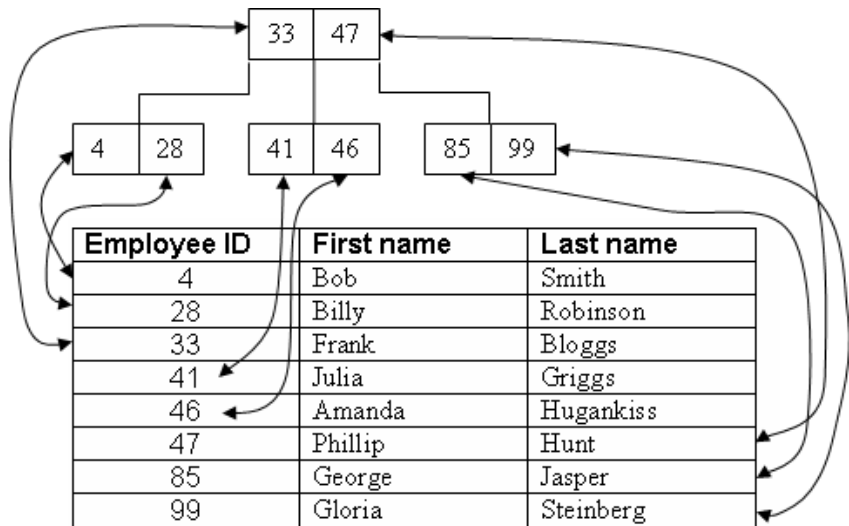 33 47
4 28 41 46 85 99
Employee ID First name Last name
4 Bob Smith
28 Billy Robinson
33 Frank Bloggs
41 Julia Griggs
46 Amanda Hugankiss
47 Phillip Hunt
85 George Jasper
99 Gloria Steinberg